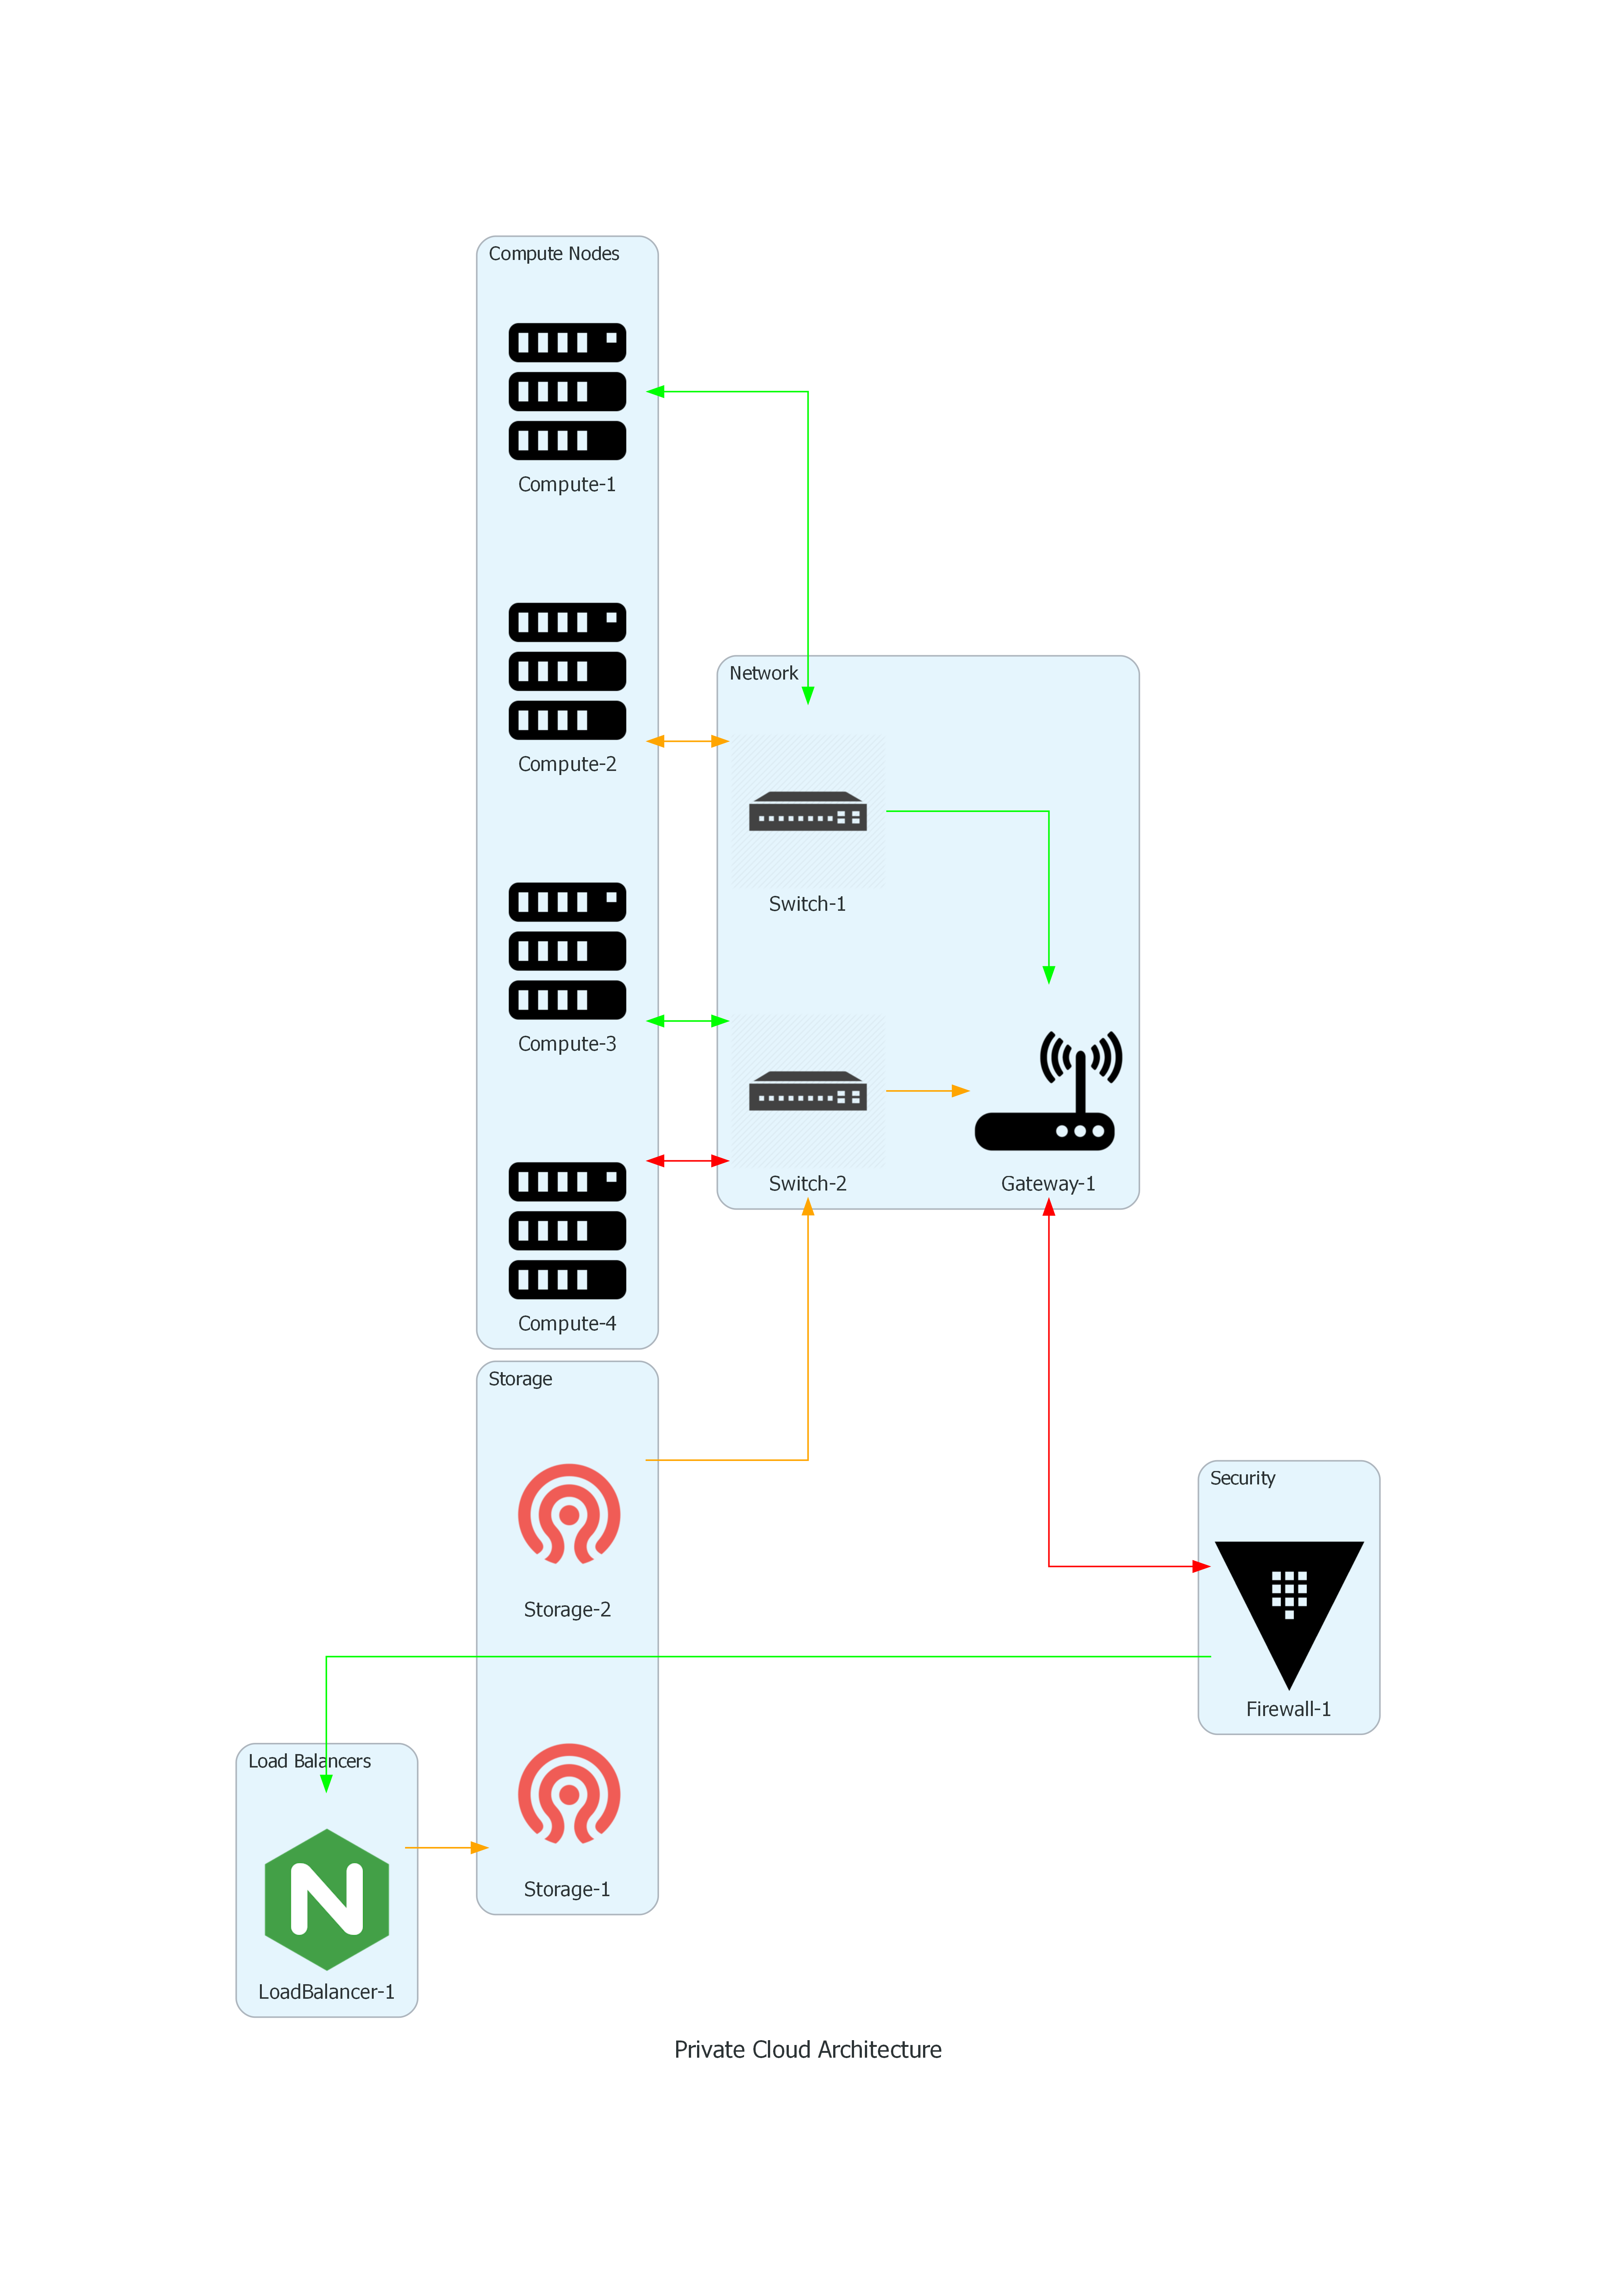 Compute Nodes
Compute-1
Compute-2
Compute-3
Compute-4
Network
Switch-1
Switch-2
Gateway-1
Storage
Storage-2
Storage-1
Security
Firewall-1
Load Balancers
N
LoadBalancer-1
Private Cloud Architecture